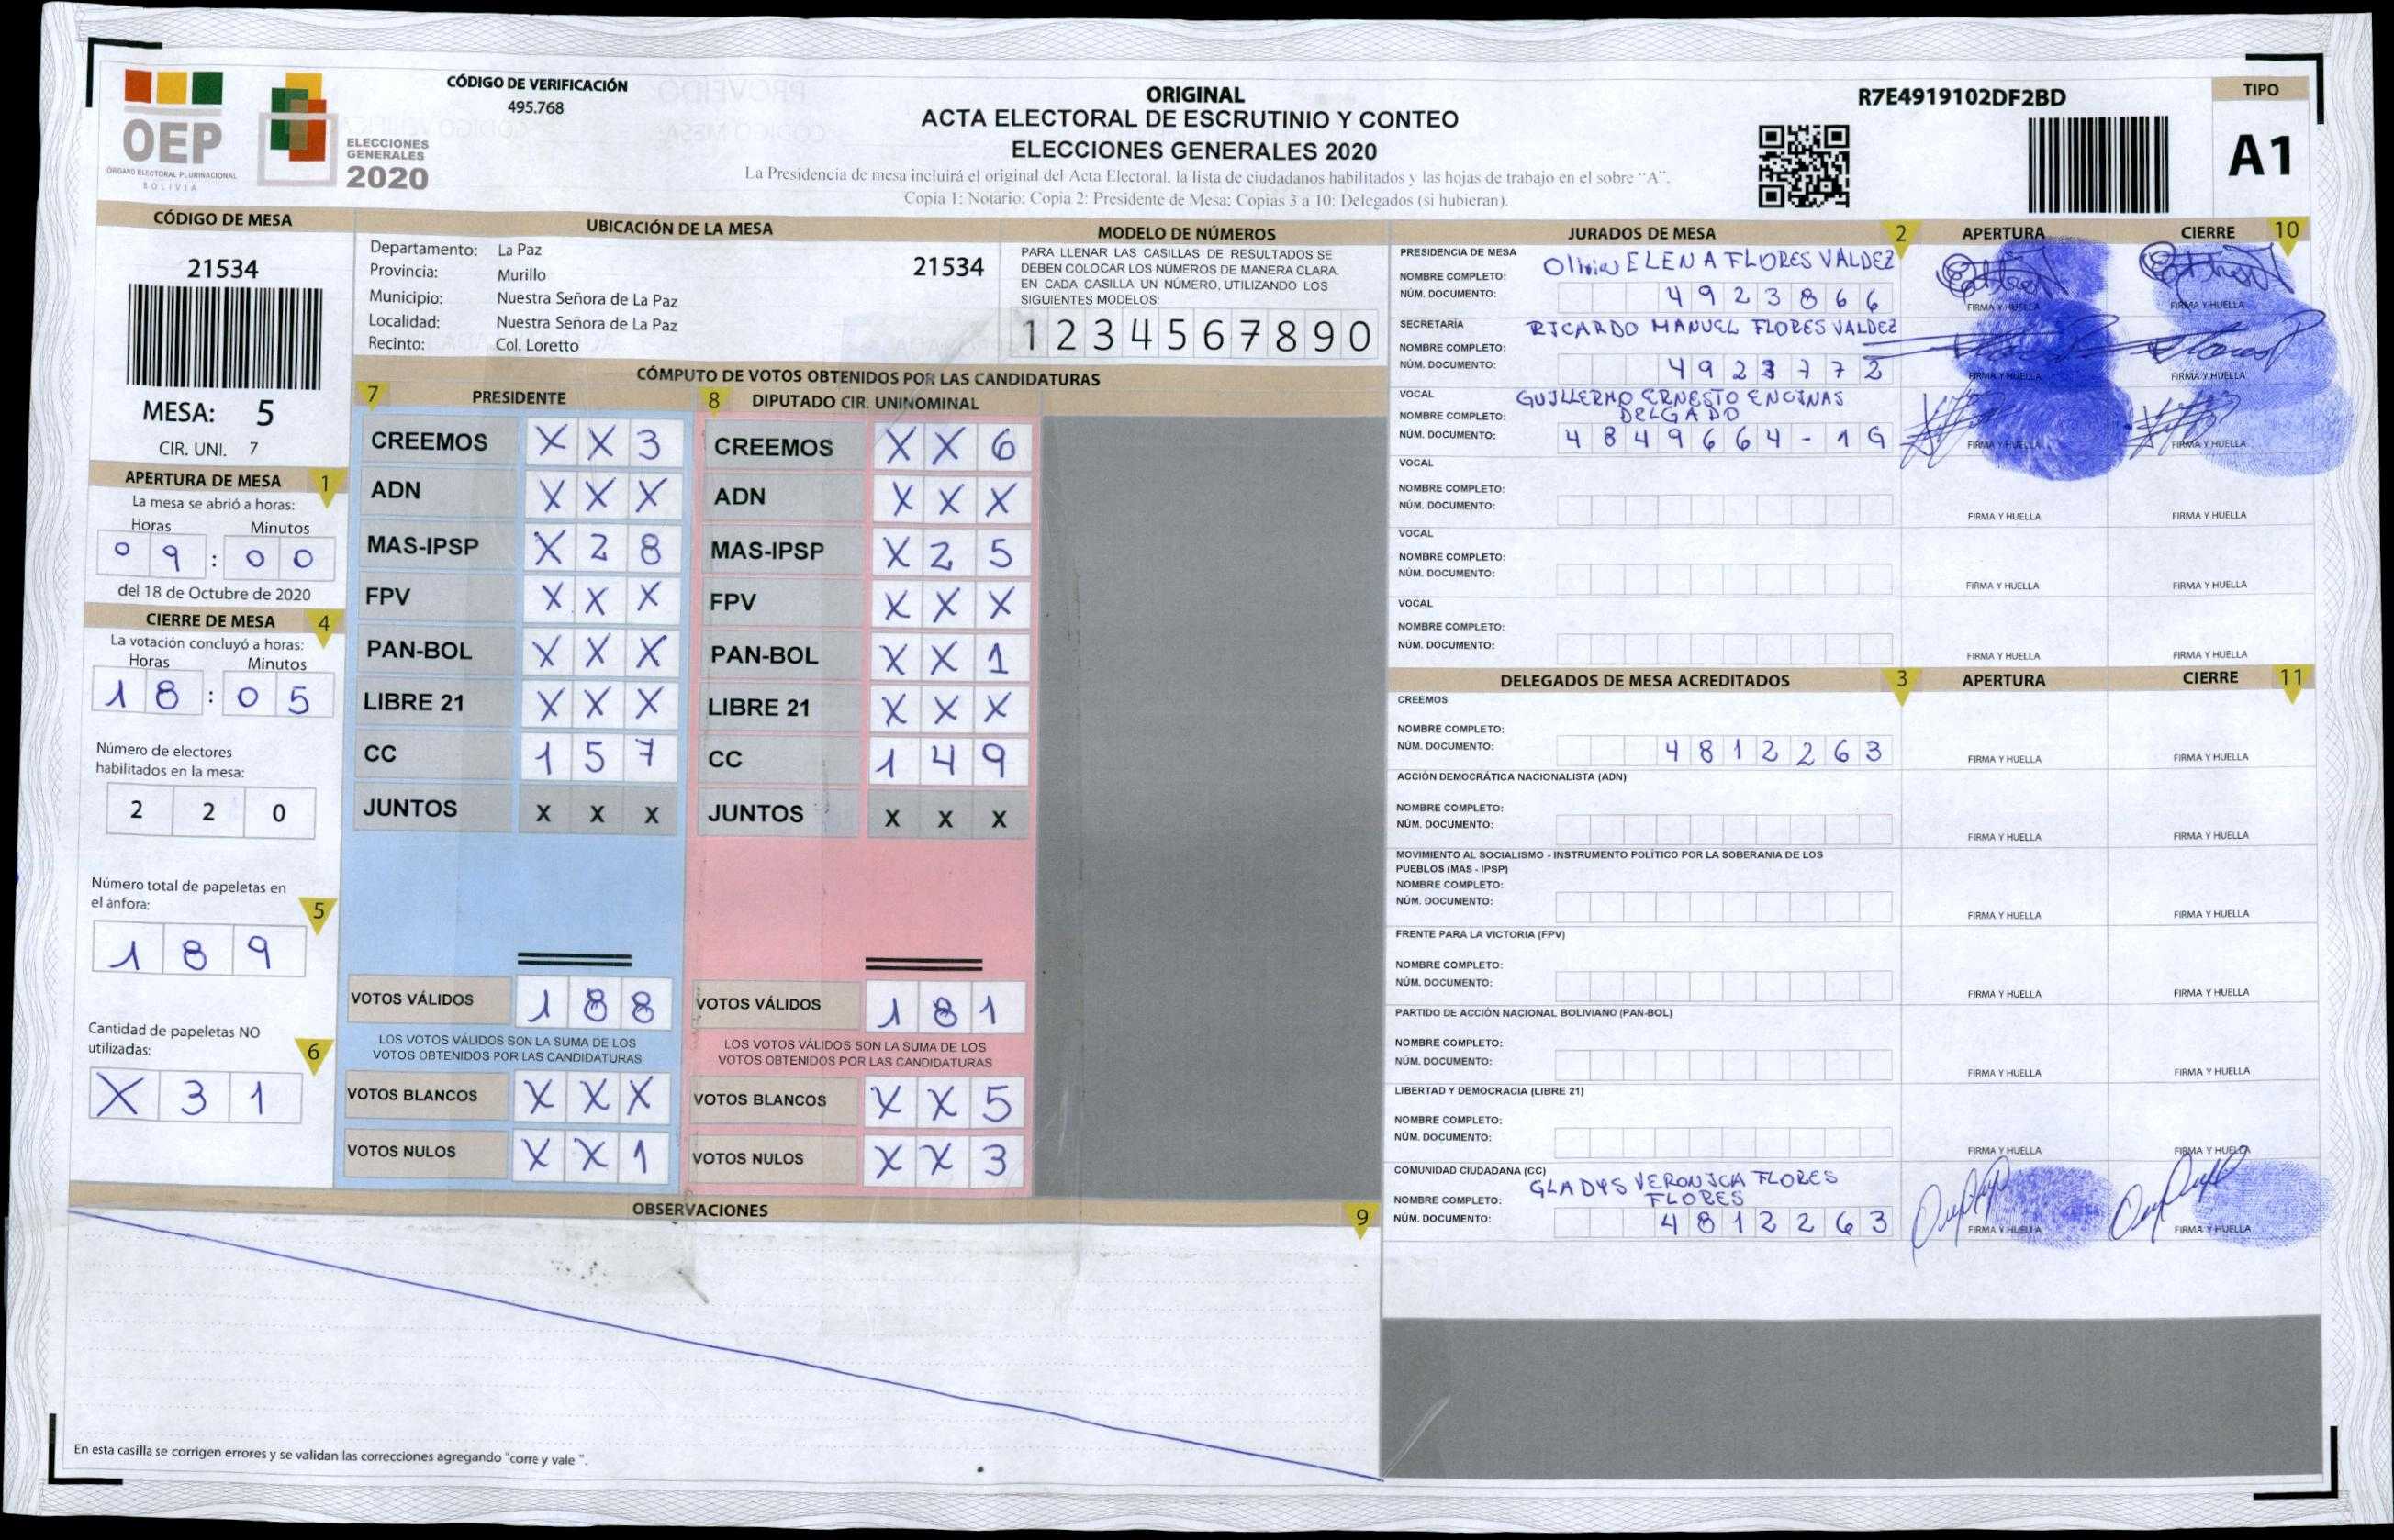 OEP
ÓRGANO ELECTORAL PLURINACIONAL
BOLIVIA
ELECCIONES
GENERALES
2020
CÓDIGO DE VERIFICACIÓN
495.768
ORIGINAL
ACTA ELECTORAL DE ESCRUTINIO Y CONTEO
ELECCIONES GENERALES 2020
La Presidencia de mesa incluirá el original del Acta Electoral, la lista de ciudadanos habilitados y las hojas de trabajo en el sobre "A".
Copia 1: Notario; Copia 2: Presidente de Mesa; Copias 3 a 10: Delegados (si hubieran).
R7E4919102DF2BD
TIPO
A1
CÓDIGO DE MESA
21534
MESA: 5
CIR. UNI. 7
APERTURA DE MESA 1
La mesa se abrió a horas:
Horas Minutos
0 9 : 0 0
del 18 de Octubre de 2020
CIERRE DE MESA 4
La votación concluyó a horas:
Horas Minutos
1 8 : 0 5
Número de electores
habilitados en la mesa:
2 2 0
Número total de papeletas en
el ánfora:
5
1 8 9
Cantidad de papeletas NO
utilizadas:
6
X 3 1
UBICACIÓN DE LA MESA
Departamento: La Paz
Provincia: Murillo
Municipio: Nuestra Señora de La Paz
Localidad: Nuestra Señora de La Paz
Recinto: Col. Loretto
21534
MODELO DE NÚMEROS
PARA LLENAR LAS CASILLAS DE RESULTADOS SE
DEBEN COLOCAR LOS NÚMEROS DE MANERA CLARA.
EN CADA CASILLA UN NÚMERO, UTILIZANDO LOS
SIGUIENTES MODELOS:
1 2 3 4 5 6 7 8 9 0
CÓMPUTO DE VOTOS OBTENIDOS POR LAS CANDIDATURAS
7 PRESIDENTE
CREEMOS X X 3
ADN X X X
MAS-IPSP X 2 8
FPV X X X
PAN-BOL X X X
LIBRE 21 X X X
CC 1 5 7
JUNTOS X X X
VOTOS VÁLIDOS 1 8 8
LOS VOTOS VÁLIDOS SON LA SUMA DE LOS
VOTOS OBTENIDOS POR LAS CANDIDATURAS
VOTOS BLANCOS X X X
VOTOS NULOS X X 1
8 DIPUTADO CIR. UNINOMINAL
CREEMOS X X 6
ADN X X X
MAS-IPSP X 2 5
FPV X X X
PAN-BOL X X 1
LIBRE 21 X X X
CC 1 4 9
JUNTOS X X X
VOTOS VÁLIDOS 1 8 1
LOS VOTOS VÁLIDOS SON LA SUMA DE LOS
VOTOS OBTENIDOS POR LAS CANDIDATURAS
VOTOS BLANCOS X X 5
VOTOS NULOS X X 3
OBSERVACIONES 9
En esta casilla se corrigen errores y se validan las correcciones agregando "corre y vale ".
JURADOS DE MESA 2 APERTURA CIERRE 10
PRESIDENCIA DE MESA
NOMBRE COMPLETO: Olivia ELENA FLORES VALDEZ
NÚM. DOCUMENTO: 4 9 2 3 8 6 6
FIRMA Y HUELLA FIRMA Y HUELLA
SECRETARÍA
NOMBRE COMPLETO: RICARDO MANUEL FLORES VALDEZ
NÚM. DOCUMENTO: 4 9 2 3 7 7 2
FIRMA Y HUELLA FIRMA Y HUELLA
VOCAL
NOMBRE COMPLETO: GUILLERMO ERNESTO ENCINAS
DELGADO
NÚM. DOCUMENTO: 4 8 4 9 6 6 4 - 1 G
FIRMA Y HUELLA FIRMA Y HUELLA
VOCAL
NOMBRE COMPLETO:
NÚM. DOCUMENTO:
FIRMA Y HUELLA FIRMA Y HUELLA
VOCAL
NOMBRE COMPLETO:
NÚM. DOCUMENTO:
FIRMA Y HUELLA FIRMA Y HUELLA
VOCAL
NOMBRE COMPLETO:
NÚM. DOCUMENTO:
FIRMA Y HUELLA FIRMA Y HUELLA
DELEGADOS DE MESA ACREDITADOS 3 APERTURA CIERRE 11
CREEMOS
NOMBRE COMPLETO:
NÚM. DOCUMENTO: 4 8 1 2 2 6 3
FIRMA Y HUELLA FIRMA Y HUELLA
ACCIÓN DEMOCRÁTICA NACIONALISTA (ADN)
NOMBRE COMPLETO:
NÚM. DOCUMENTO:
FIRMA Y HUELLA FIRMA Y HUELLA
MOVIMIENTO AL SOCIALISMO - INSTRUMENTO POLÍTICO POR LA SOBERANIA DE LOS
PUEBLOS (MAS - IPSP)
NOMBRE COMPLETO:
NÚM. DOCUMENTO:
FIRMA Y HUELLA FIRMA Y HUELLA
FRENTE PARA LA VICTORIA (FPV)
NOMBRE COMPLETO:
NÚM. DOCUMENTO:
FIRMA Y HUELLA FIRMA Y HUELLA
PARTIDO DE ACCIÓN NACIONAL BOLIVIANO (PAN-BOL)
NOMBRE COMPLETO:
NÚM. DOCUMENTO:
FIRMA Y HUELLA FIRMA Y HUELLA
LIBERTAD Y DEMOCRACIA (LIBRE 21)
NOMBRE COMPLETO:
NÚM. DOCUMENTO:
FIRMA Y HUELLA FIRMA Y HUELLA
COMUNIDAD CIUDADANA (CC)
NOMBRE COMPLETO: GLADYS VERONICA FLORES
FLORES
NÚM. DOCUMENTO: 4 8 1 2 2 6 3
FIRMA Y HUELLA FIRMA Y HUELLA